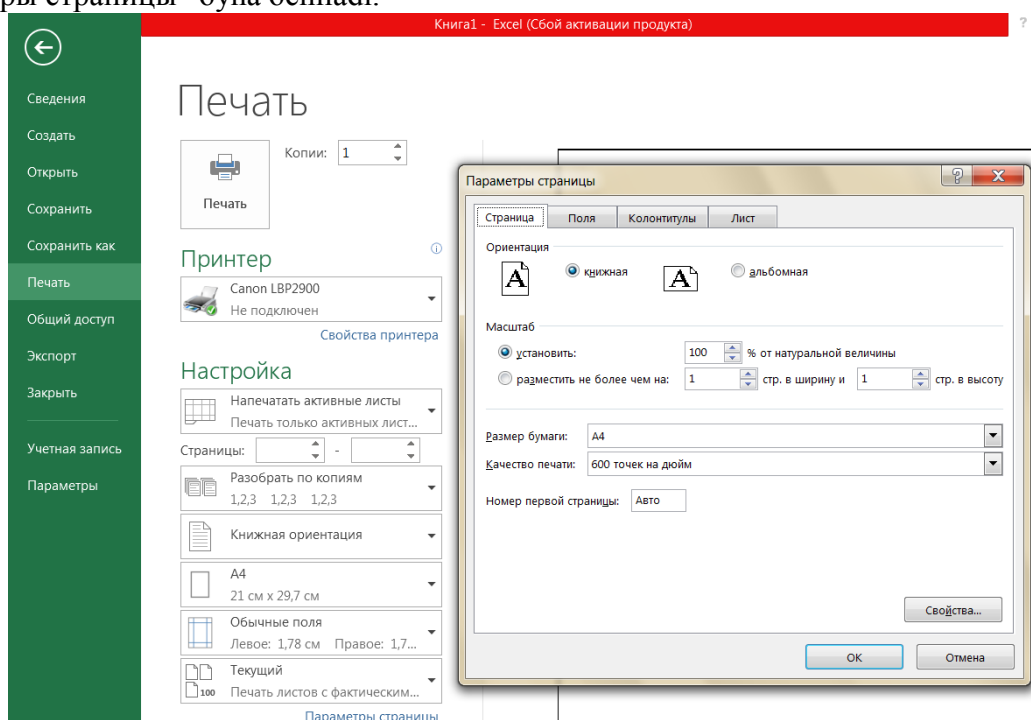 ры страницы" буйа
Книга1 - Excel (Сбой активации продукта)
?
Сведения
Создать
Открыть
Сохранить
Сохранить как
Печать
Общий доступ
Экспорт
Закрыть
Учетная запись
Параметры
Печать
Печать
Копии: 1
Принтер
Canon LBP2900
Не подключен
Свойства принтера
Настройка
Напечатать активные листы
Печать только активных лист...
Страницы: -
Разобрать по копиям
1,2,3 1,2,3 1,2,3
Книжная ориентация
A4
21 см x 29,7 см
Обычные поля
Левое: 1,78 см Правое: 1,7...
Текущий
100 Печать листов с фактическим...
Параметры страницы
Параметры страницы
Страница Поля Колонтитулы Лист
Ориентация
A книжная A альбомная
Масштаб
установить: 100 % от натуральной величины
разместить не более чем на: 1 стр. в ширину и 1 стр. в высоту
Размер бумаги: A4
Качество печати: 600 точек на дюйм
Номер первой страницы: Авто
Свойства...
ОК Отмена